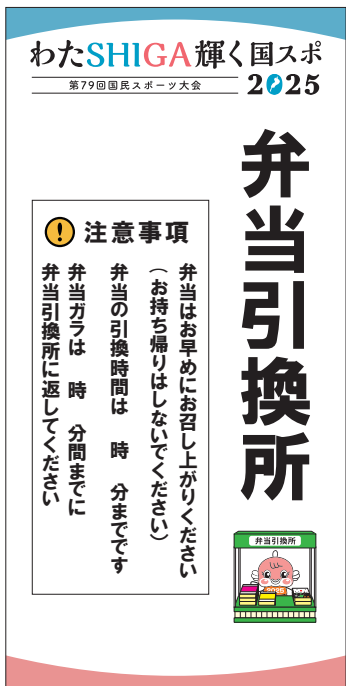 わたSHIGA輝く国スポ
第79回国民スポーツ大会
2025
弁当引換所
注意事項
弁当はお早めにお召し上がりください
（お持ち帰りはしないでください）
弁当の引換時間は　時　分までです
弁当ガラは　時　分間までに
弁当引換所に返してください
弁当引換所